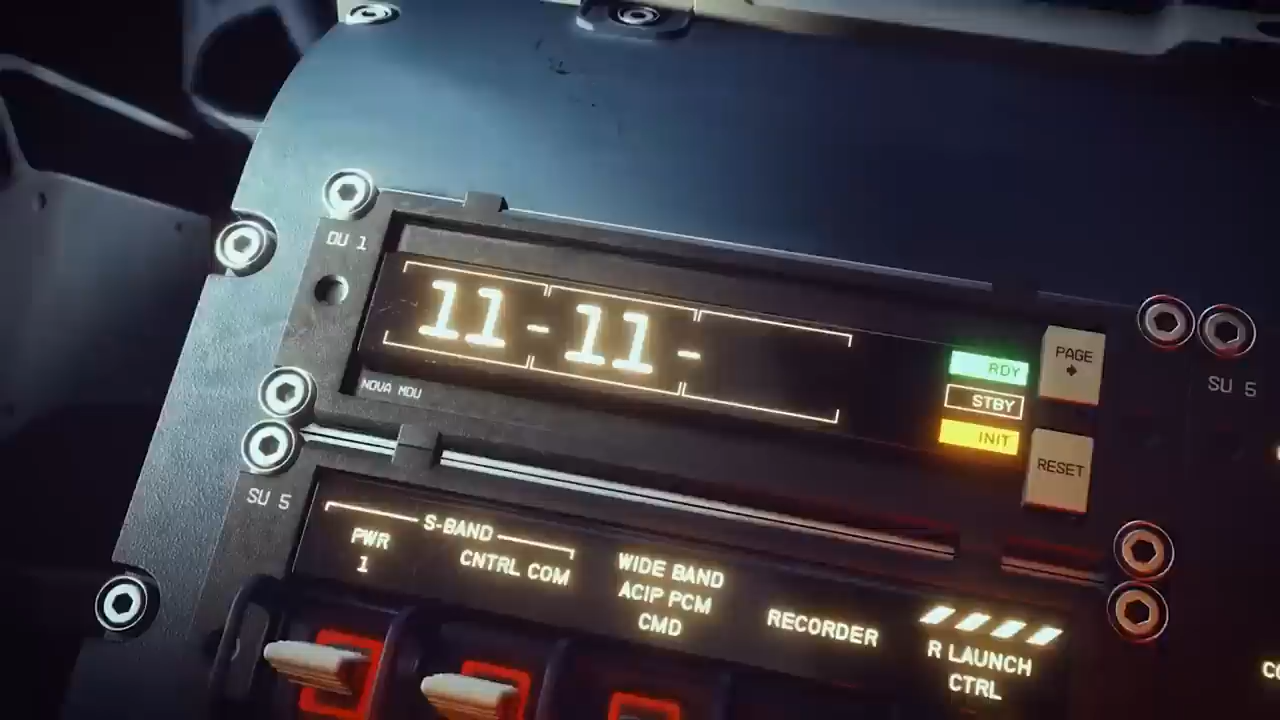 DU 1
11-11-
NOVA MOU
RDY
STBY
INIT
PAGE
RESET
SU 5
SU 5
S-BAND
PWR
1
CNTRL COM
WIDE BAND
ACIP PCM
CMD
RECORDER
R LAUNCH
CTRL